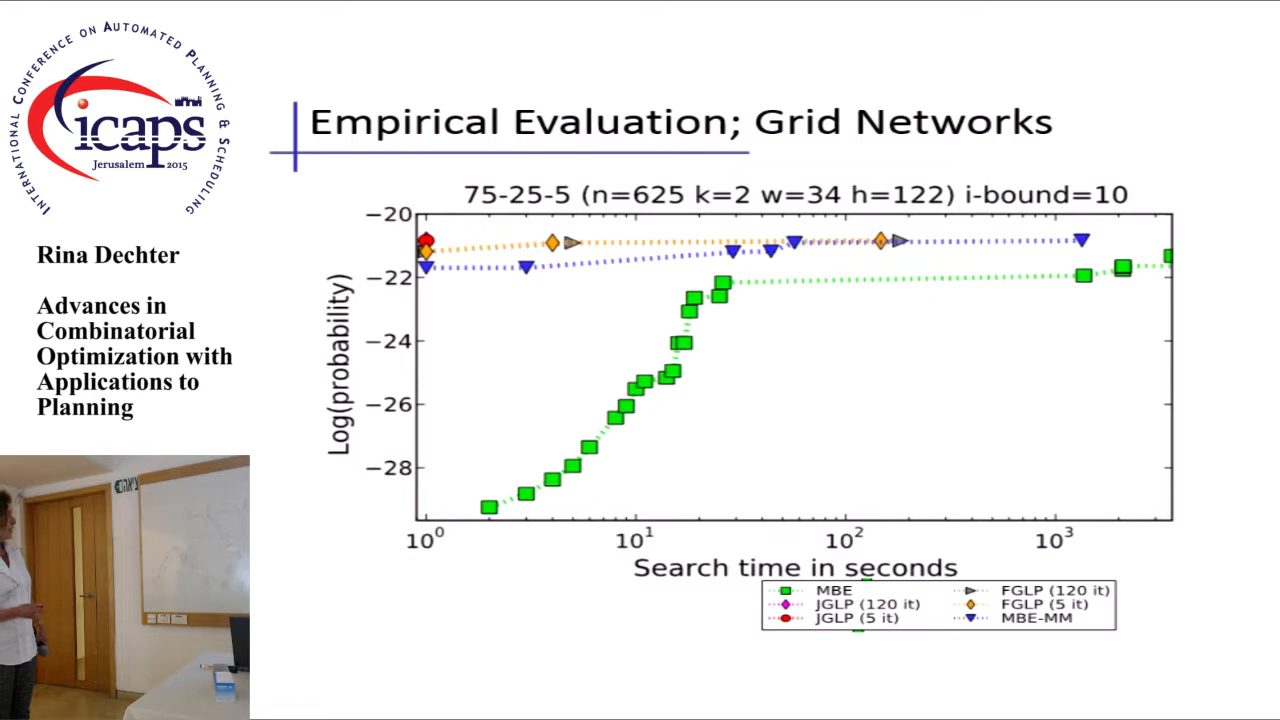 INTERNATIONAL CONFERENCE ON AUTOMATED PLANNING & SCHEDULING
icaps
Jerusalem 2015
Rina Dechter
Advances in
Combinatorial
Optimization with
Applications to
Planning
Empirical Evaluation; Grid Networks
75-25-5 (n=625 k=2 w=34 h=122) i-bound=10
Log(probability)
−20
−22
−24
−26
−28
10⁰ 10¹ 10² 10³
Search time in seconds
MBE
JGLP (120 it)
JGLP (5 it)
FGLP (120 it)
FGLP (5 it)
MBE-MM